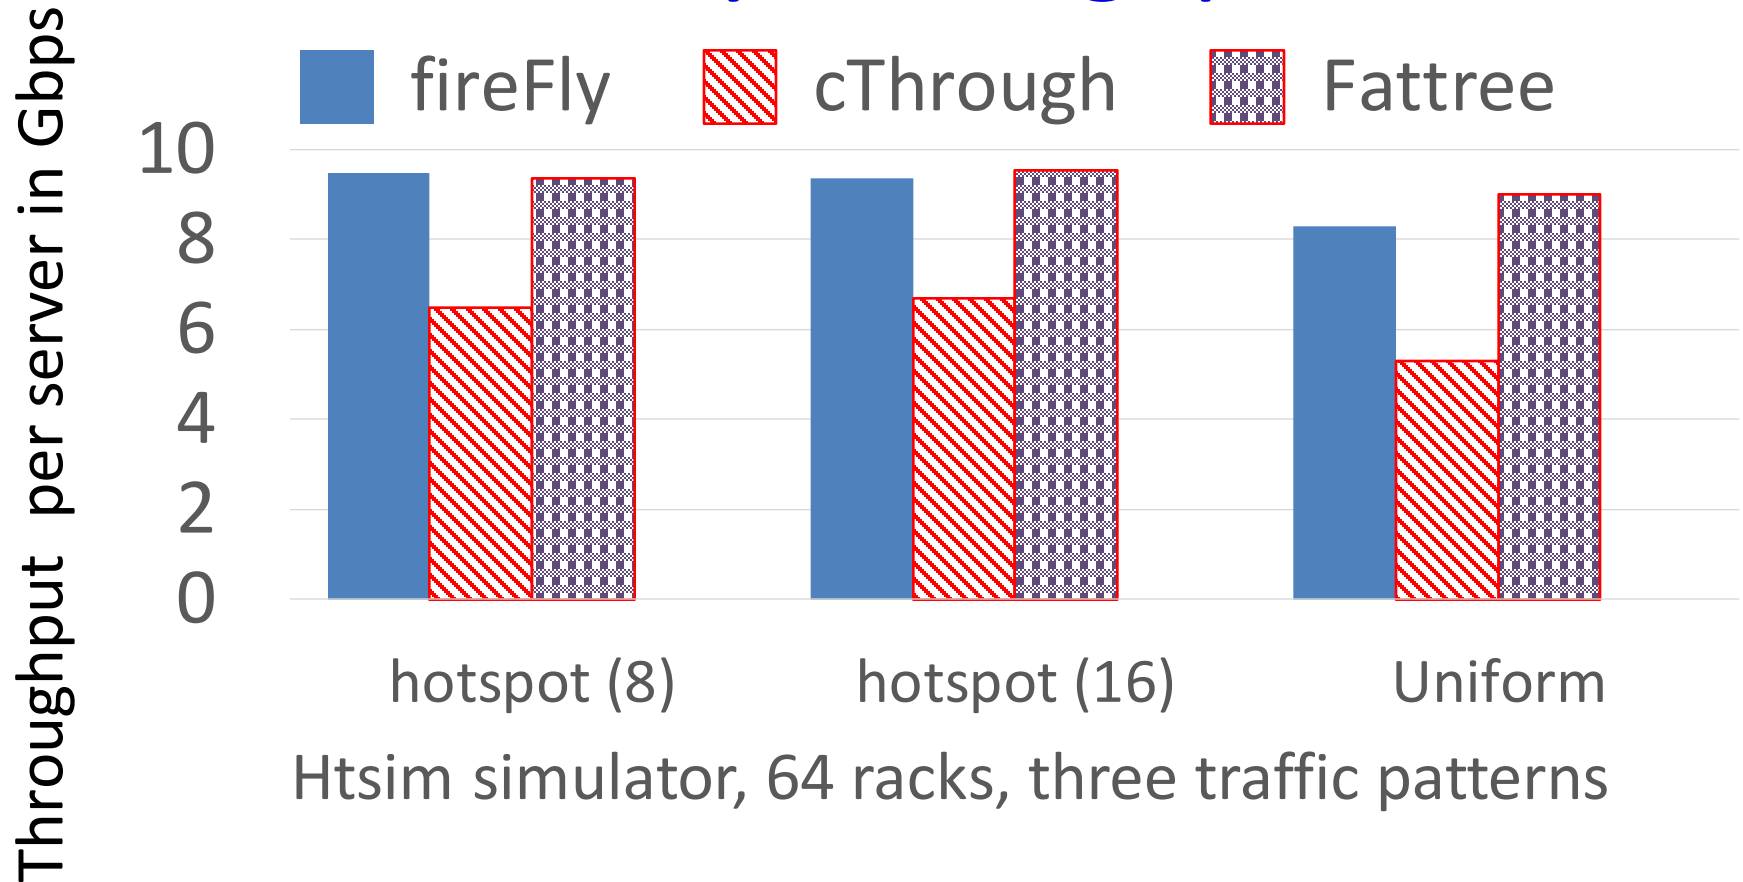 Throughput per server in Gbps
fireFly cThrough Fattree
10
8
6
4
2
0
hotspot (8) hotspot (16) Uniform
Htsim simulator, 64 racks, three traffic patterns